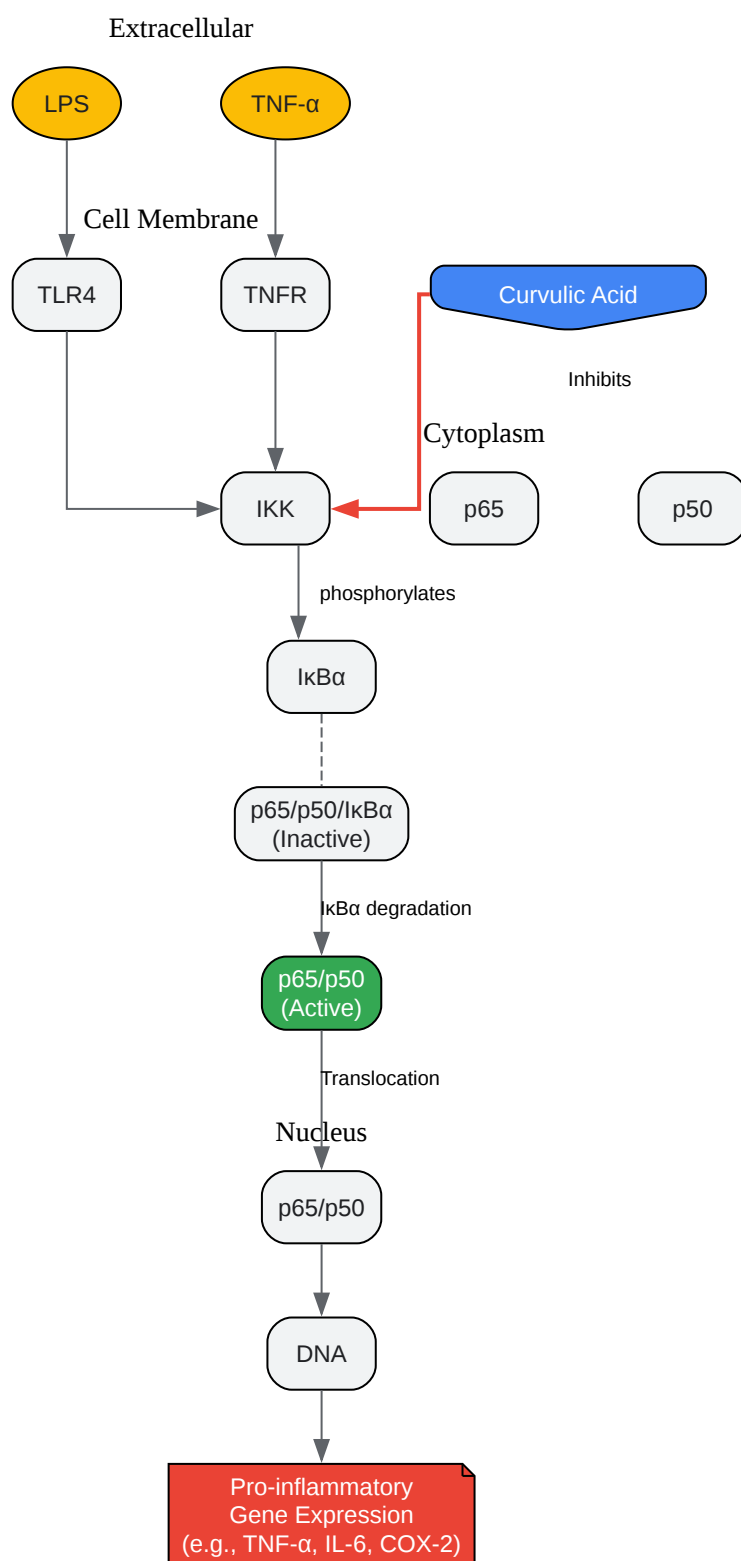 Extracellular
LPS
TNF-α
Cell Membrane
TLR4
TNFR
Curvulic Acid
Inhibits
Cytoplasm
IKK
p65
p50
phosphorylates
IκBα
p65/p50/IκBα
(Inactive)
IκBα degradation
p65/p50
(Active)
Translocation
Nucleus
p65/p50
DNA
Pro-inflammatory
Gene Expression
(e.g., TNF-α, IL-6, COX-2)